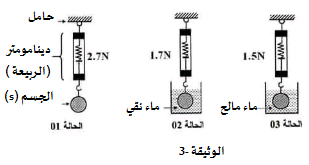 حامل
دينامومتر
(الربيعة)
الجسم (s)
2.7N
الحالة 01
1.7N
ماء نقي
الحالة 02
1.5N
ماء مالح
الحالة 03
الوثيقة -3